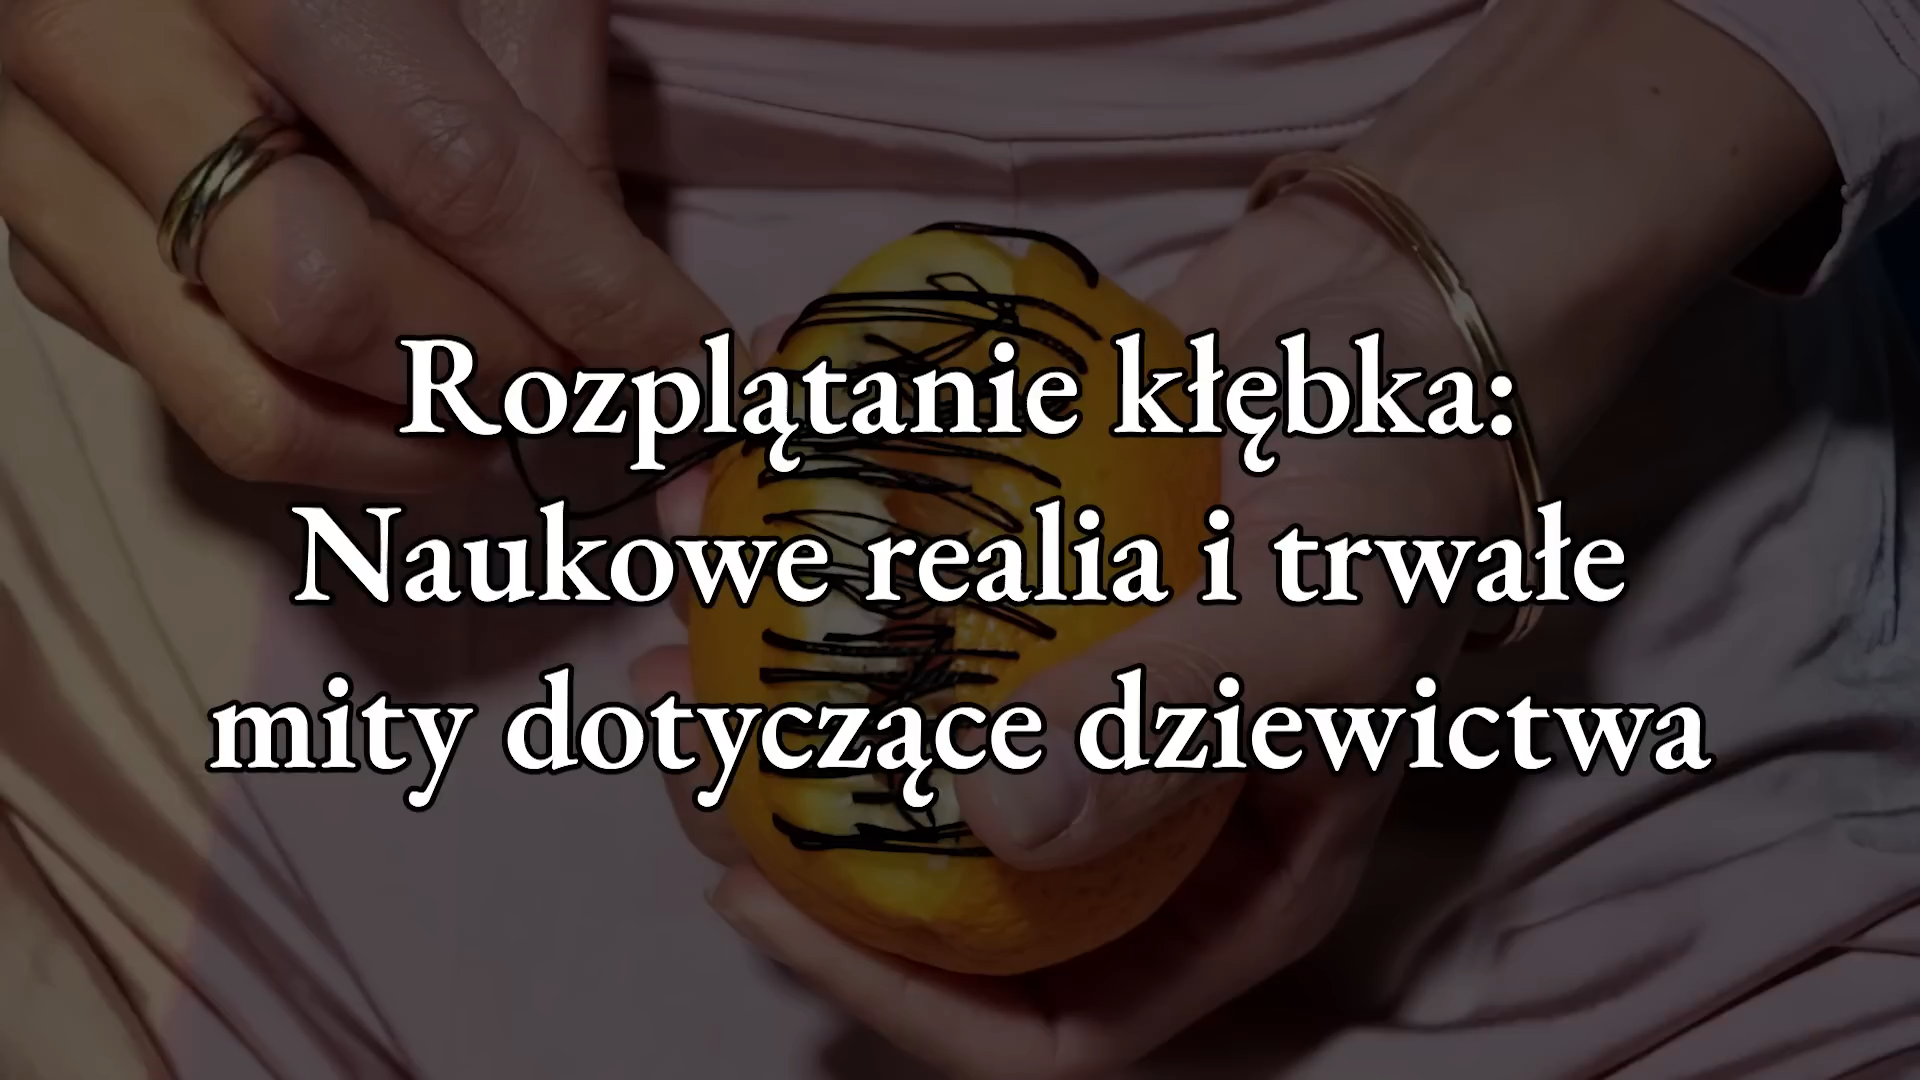 Rozplątanie kłębka:
Naukowe realia i trwałe
mity dotyczące dziewictwa